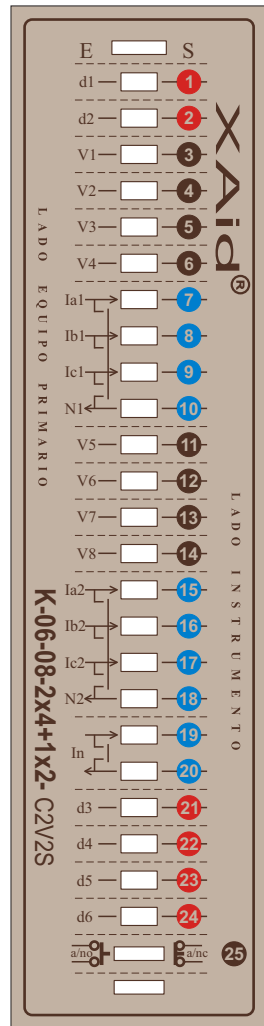 E S
d1 1
d2 2
V1 3
V2 4
V3 5
V4 6
Ia1 7
Ib1 8
Ic1 9
N1 10
V5 11
V6 12
V7 13
V8 14
Ia2 15
Ib2 16
Ic2 17
N2 18
In 19
20
d3 21
d4 22
d5 23
d6 24
a/no a/nc 25
XAid®
LADO EQUIPO PRIMARIO
LADO INSTRUMENTO
K-06-08-2x4+1x2- C2V2S